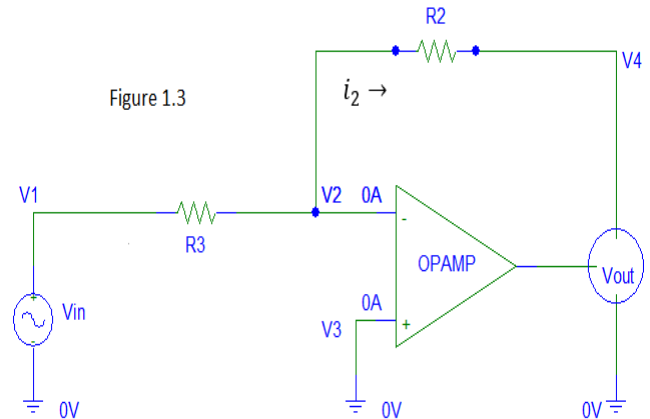 R2
V4
Figure 1.3
i₂ →
V1
V2
0A
-
R3
OPAMP
Vout
+
Vin
-
0A
V3
+
0V
0V
0V